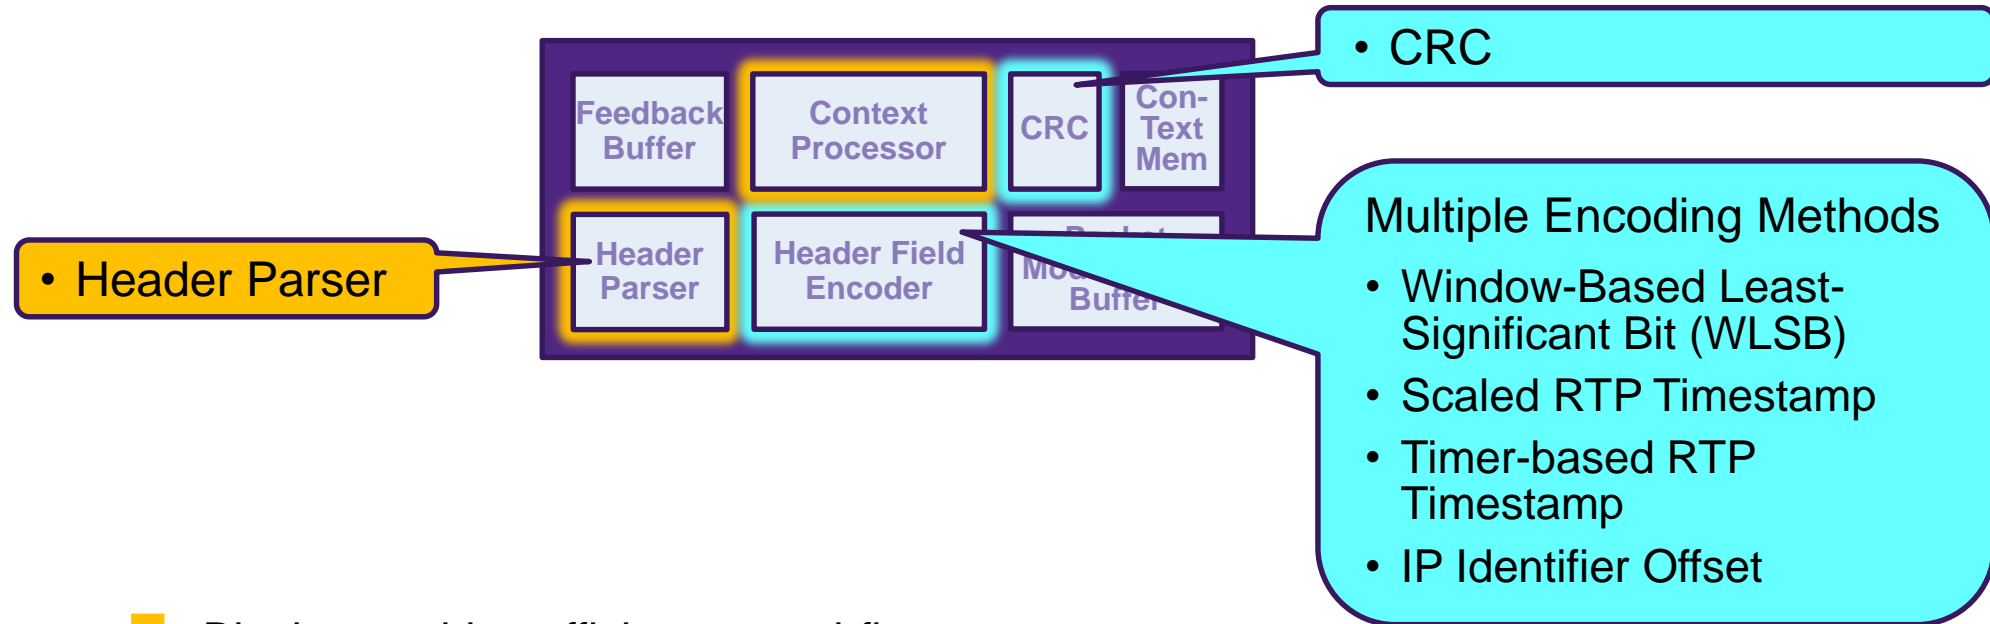 • CRC
Feedback
Buffer
Context
Processor
CRC
Con-
Text
Mem
• Header Parser
Header
Parser
Header Field
Encoder
Buffer
Multiple Encoding Methods
• Window-Based Least-
Significant Bit (WLSB)
• Scaled RTP Timestamp
• Timer-based RTP
Timestamp
• IP Identifier Offset